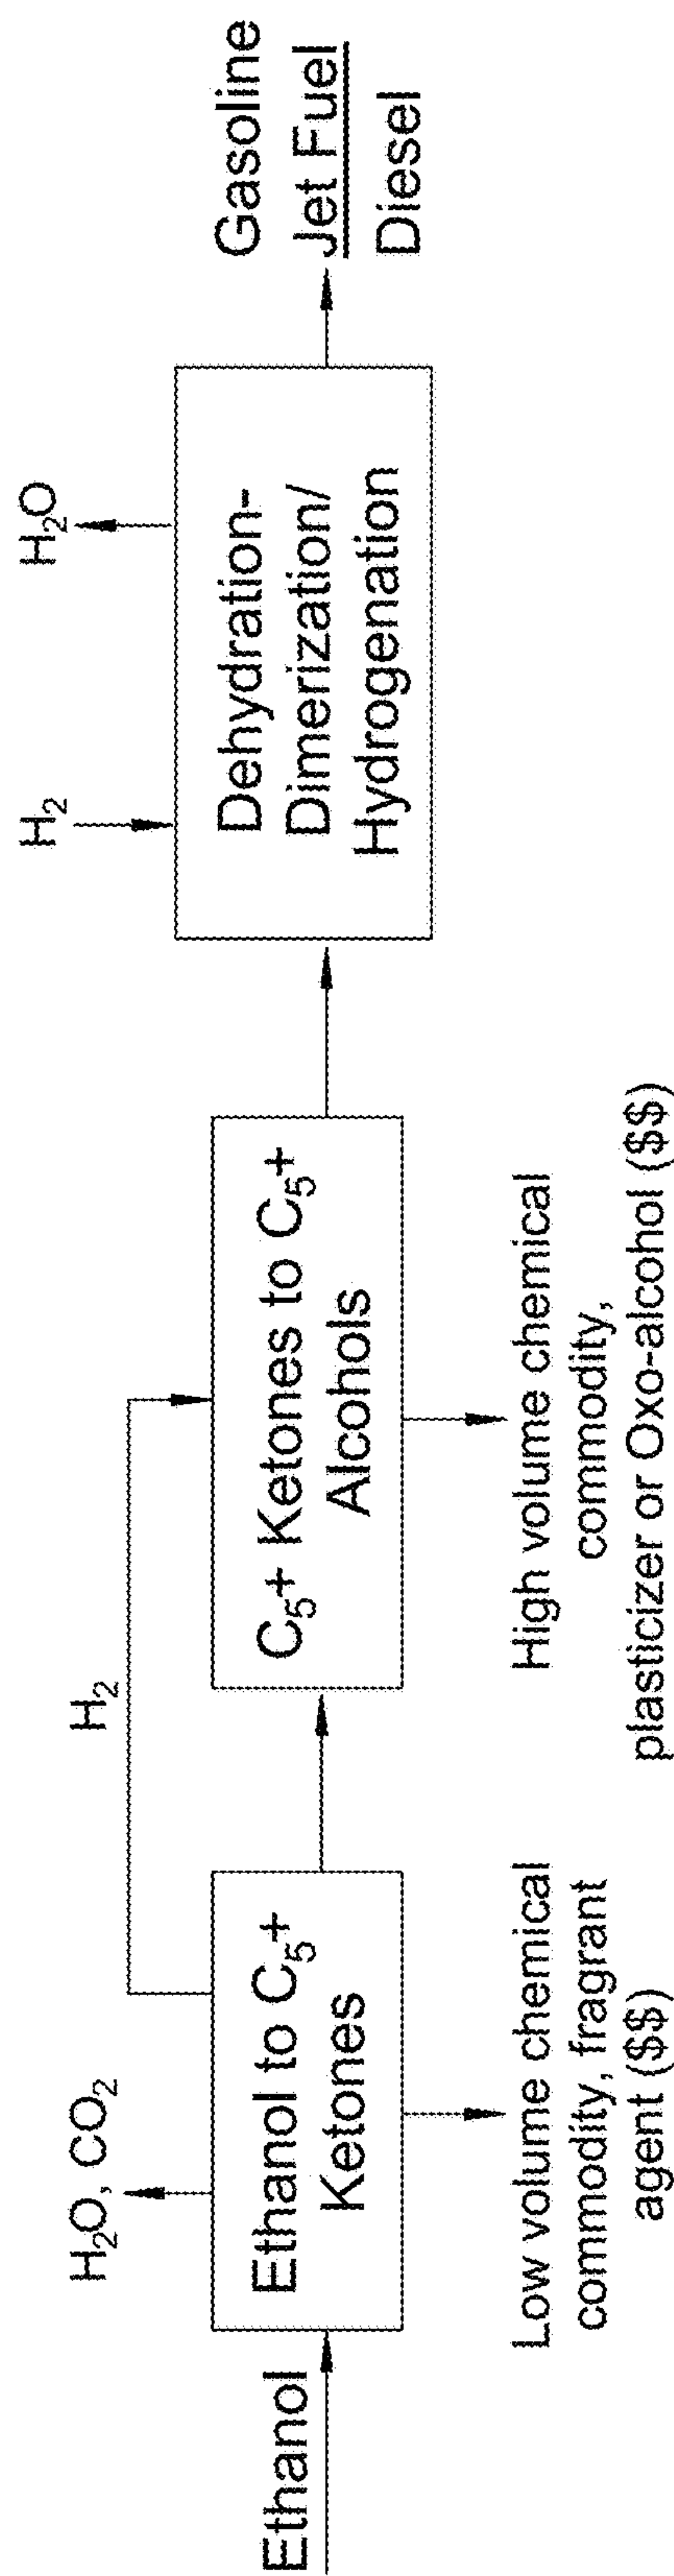 Ethanol
H₂O, CO₂
Ethanol to C₅+
Ketones
Low volume chemical
commodity, fragrant
agent ($$)
H₂
C₅+ Ketones to C₅+
Alcohols
High volume chemical
commodity,
plasticizer or Oxo-alcohol ($$)
H₂
H₂O
Dehydration-
Dimerization/
Hydrogenation
Gasoline
Jet Fuel
Diesel